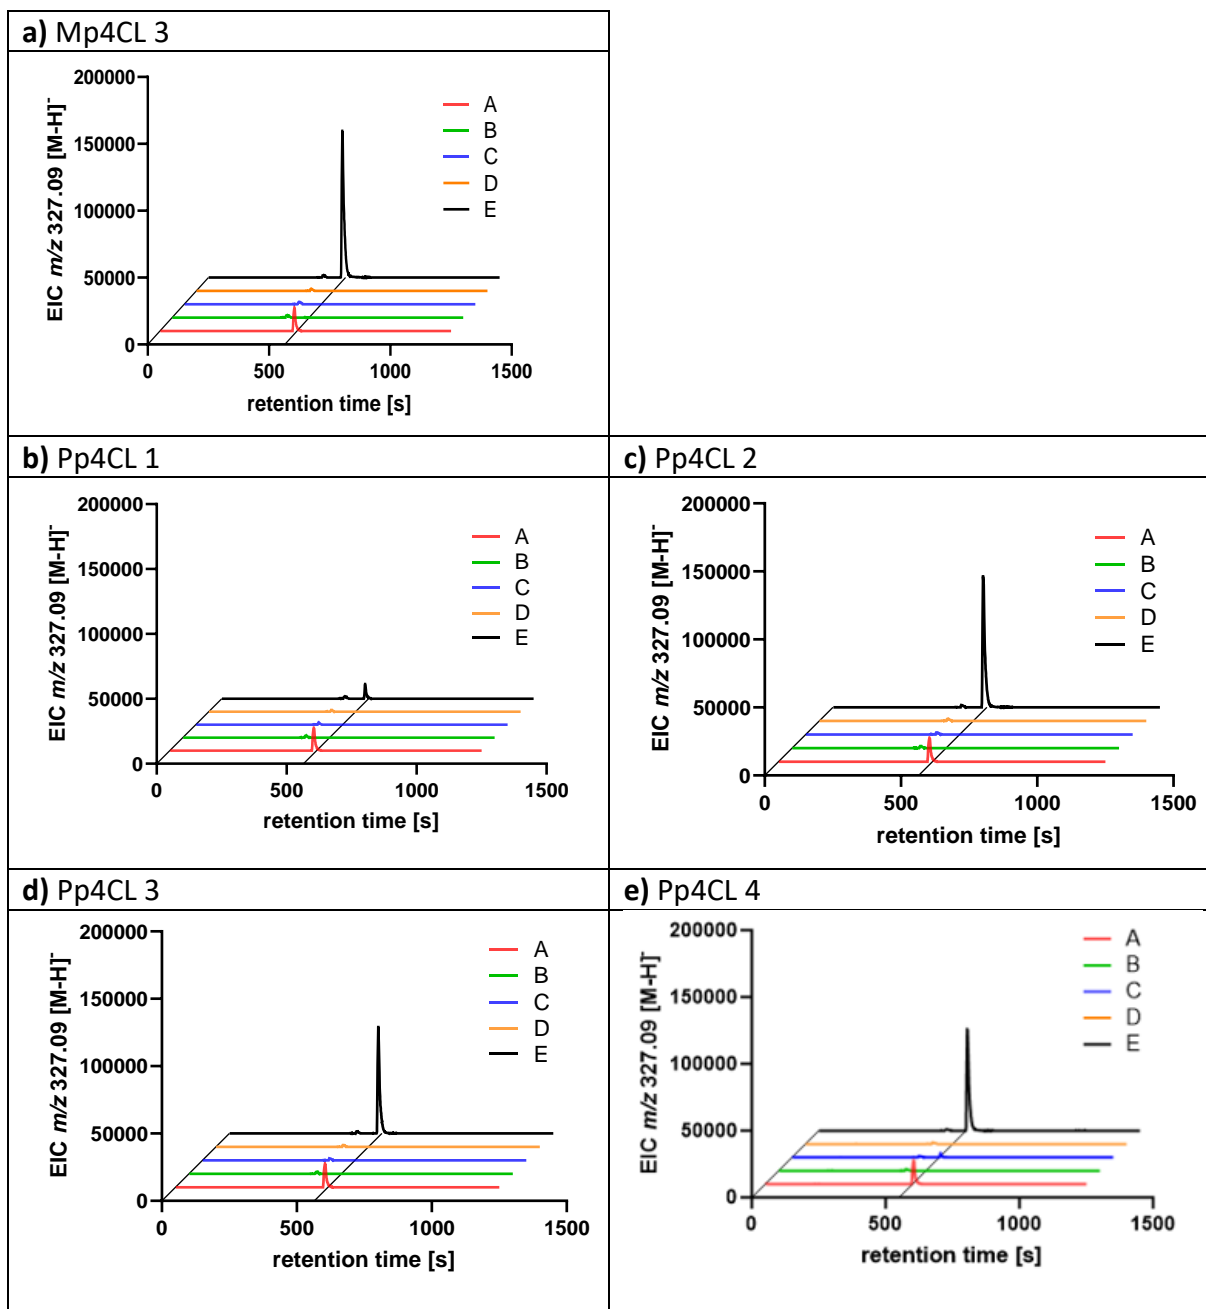 a) Mp4CL 3
EIC m/z 327.09 [M-H]⁻
200000
150000
100000
50000
0
0
500
1000
1500
retention time [s]
A
B
C
D
E
b) Pp4CL 1
EIC m/z 327.09 [M-H]⁻
200000
150000
100000
50000
0
0
500
1000
1500
retention time [s]
A
B
C
D
E
c) Pp4CL 2
EIC m/z 327.09 [M-H]⁻
200000
150000
100000
50000
0
0
500
1000
1500
retention time [s]
A
B
C
D
E
d) Pp4CL 3
EIC m/z 327.09 [M-H]⁻
200000
150000
100000
50000
0
0
500
1000
1500
retention time [s]
A
B
C
D
E
e) Pp4CL 4
EIC m/z 327.09 [M-H]⁻
200000
150000
100000
50000
0
0
500
1000
1500
retention time [s]
A
B
C
D
E